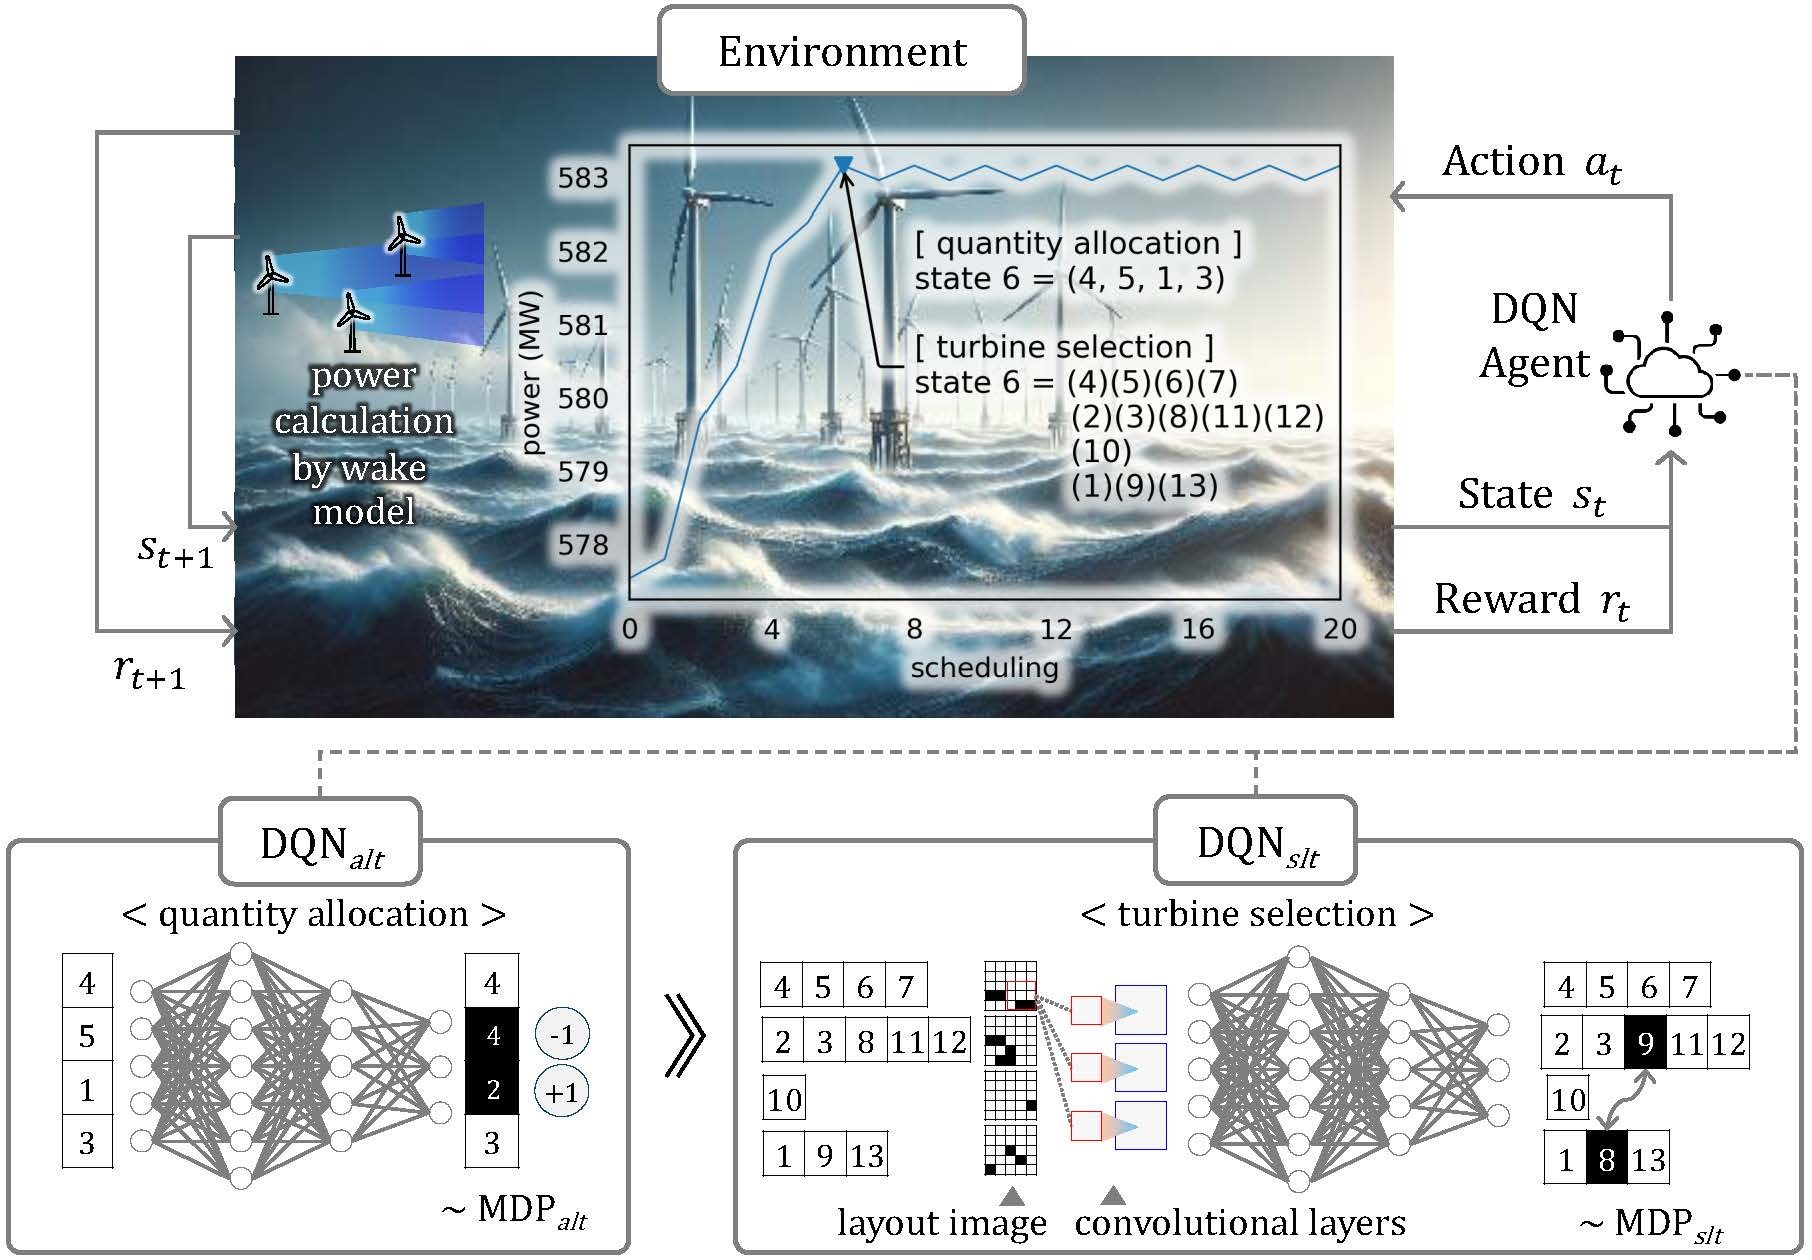 Environment
583
582
581
580
579
578
power (MW)
0 4 8 12 16 20
scheduling
[ quantity allocation ]
state 6 = (4, 5, 1, 3)
[ turbine selection ]
state 6 = (4)(5)(6)(7)
(2)(3)(8)(11)(12)
(10)
(1)(9)(13)
power
calculation
by wake
model
s_{t+1}
r_{t+1}
Action a_t
DQN
Agent
State s_t
Reward r_t
DQN_{alt}
< quantity allocation >
4
5
1
3
4
4 -1
2 +1
3
~ MDP_{alt}
DQN_{slt}
< turbine selection >
4 5 6 7
2 3 8 11 12
10
1 9 13
layout image
convolutional layers
4 5 6 7
2 3 9 11 12
10
1 8 13
~ MDP_{slt}